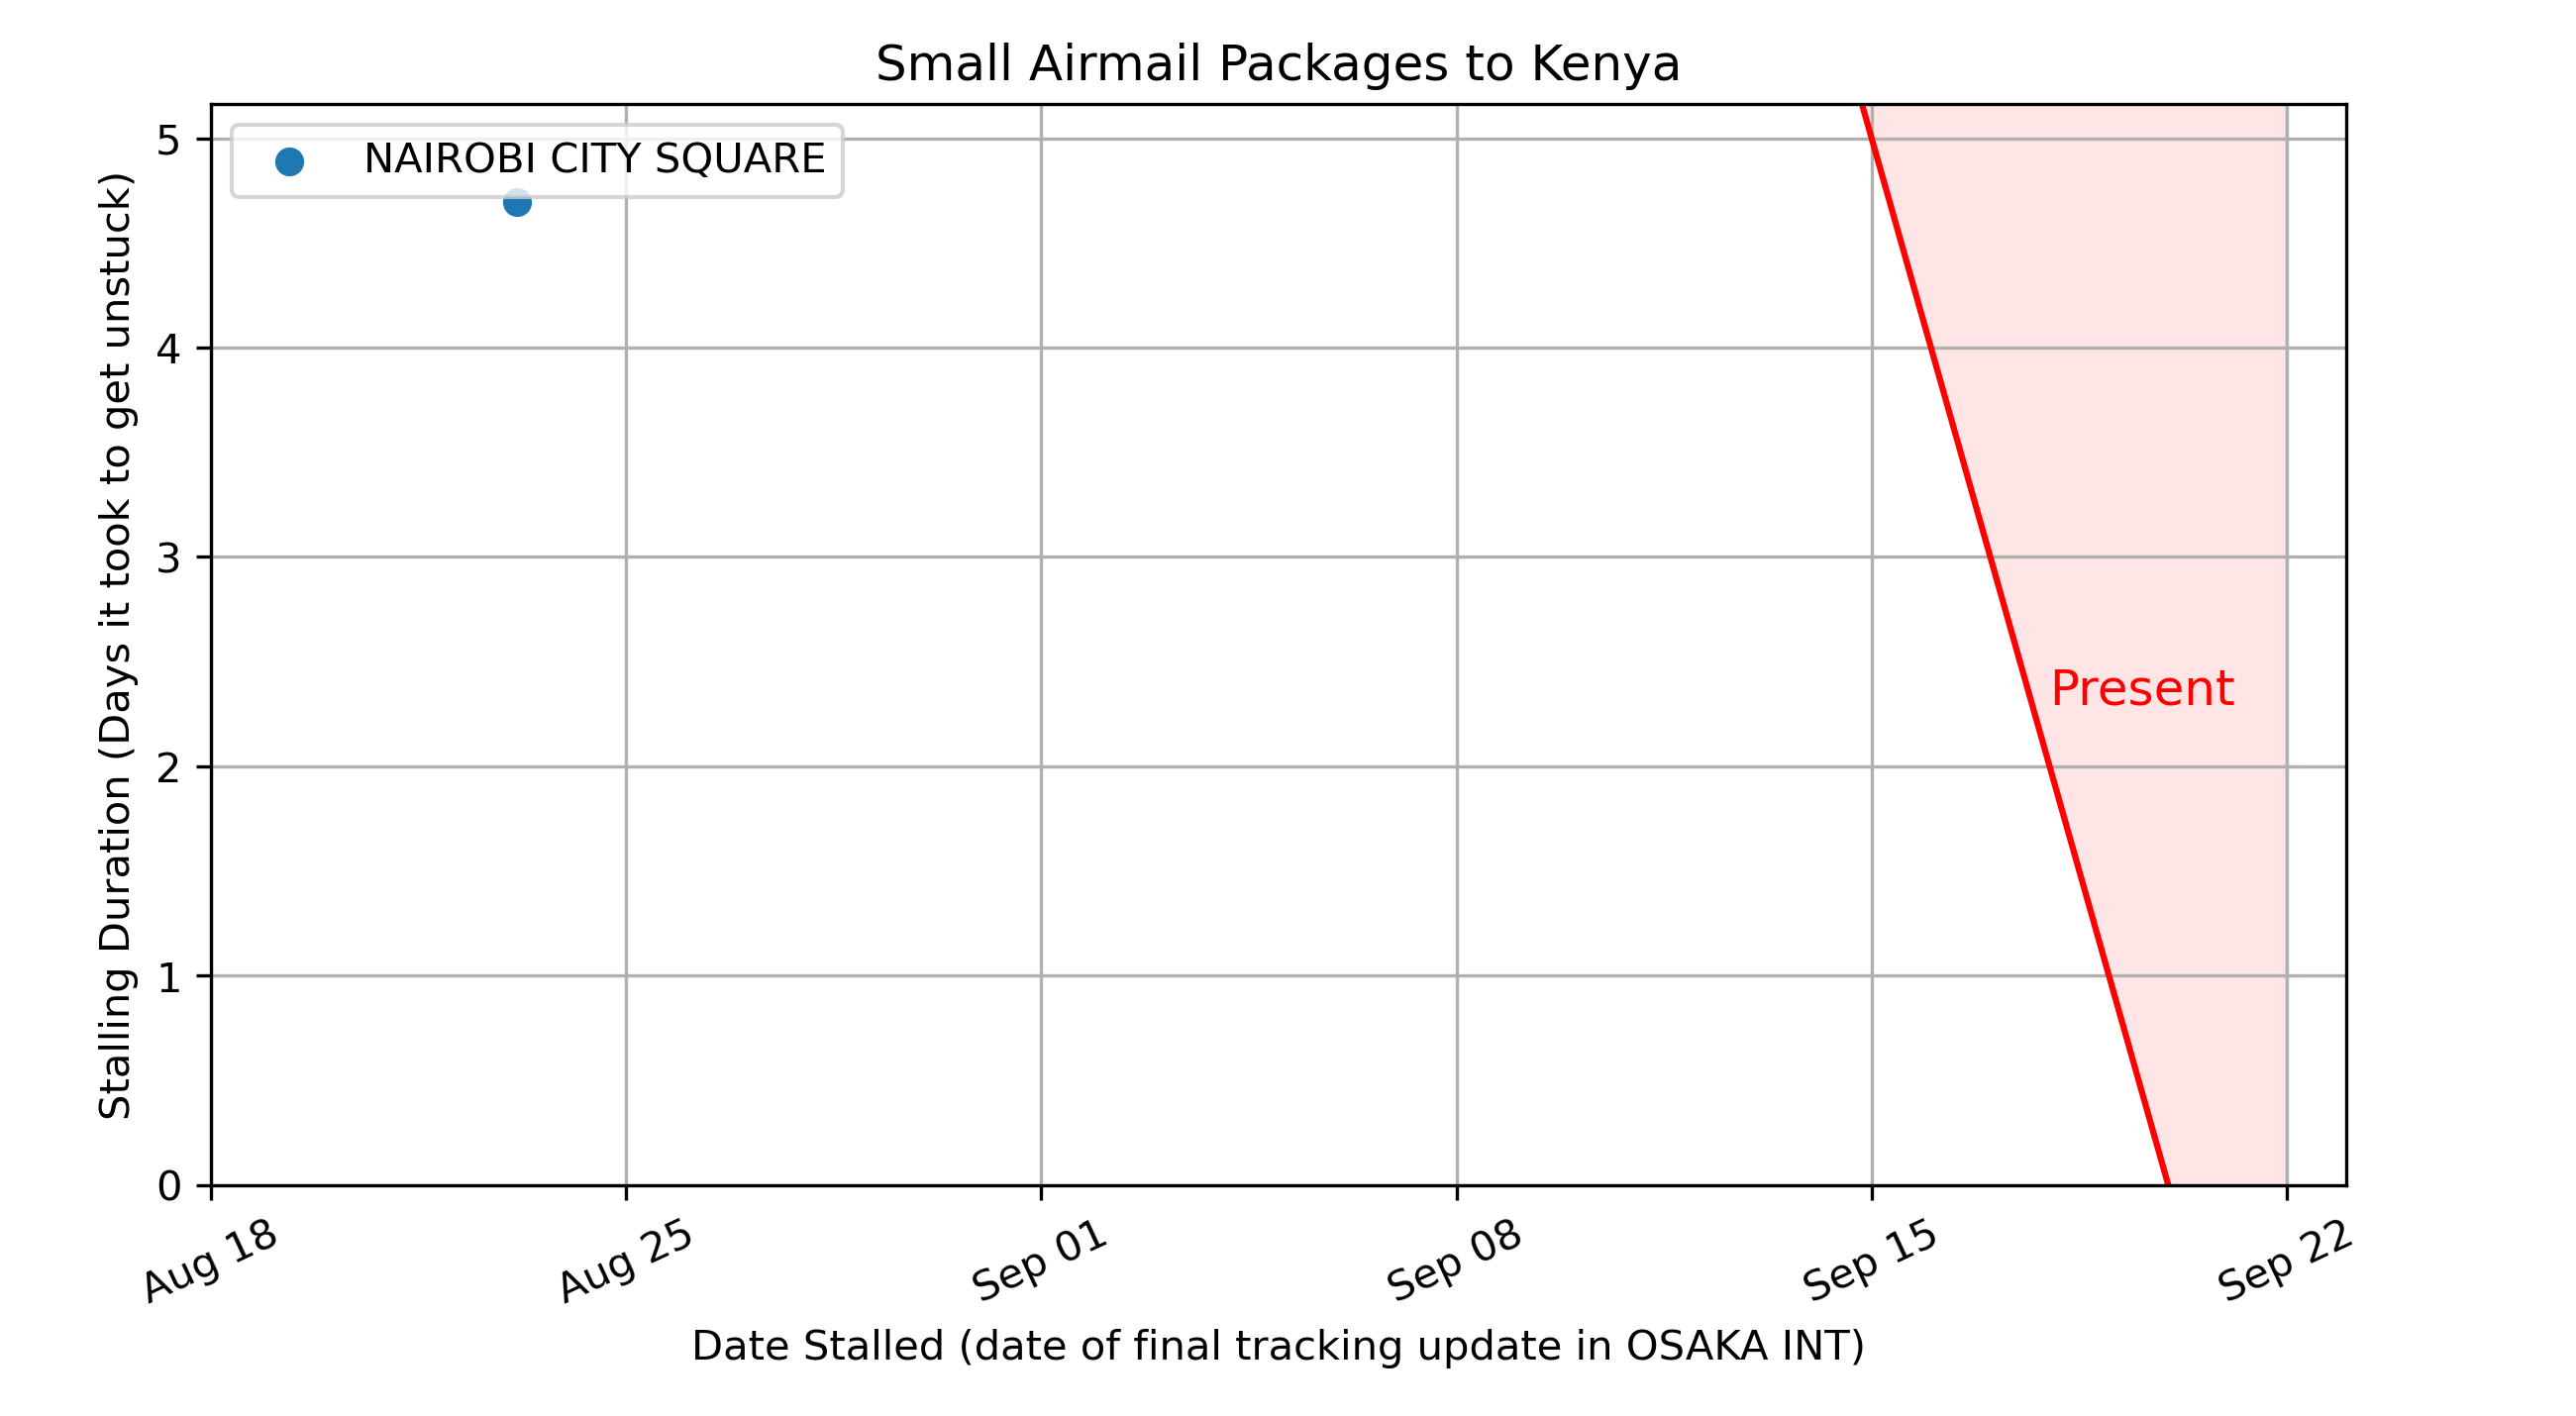 Small Airmail Packages to Kenya
NAIROBI CITY SQUARE
Stalling Duration (Days it took to get unstuck)
5
4
3
2
1
0
Present
Aug 18
Aug 25
Sep 01
Sep 08
Sep 15
Sep 22
Date Stalled (date of final tracking update in OSAKA INT)